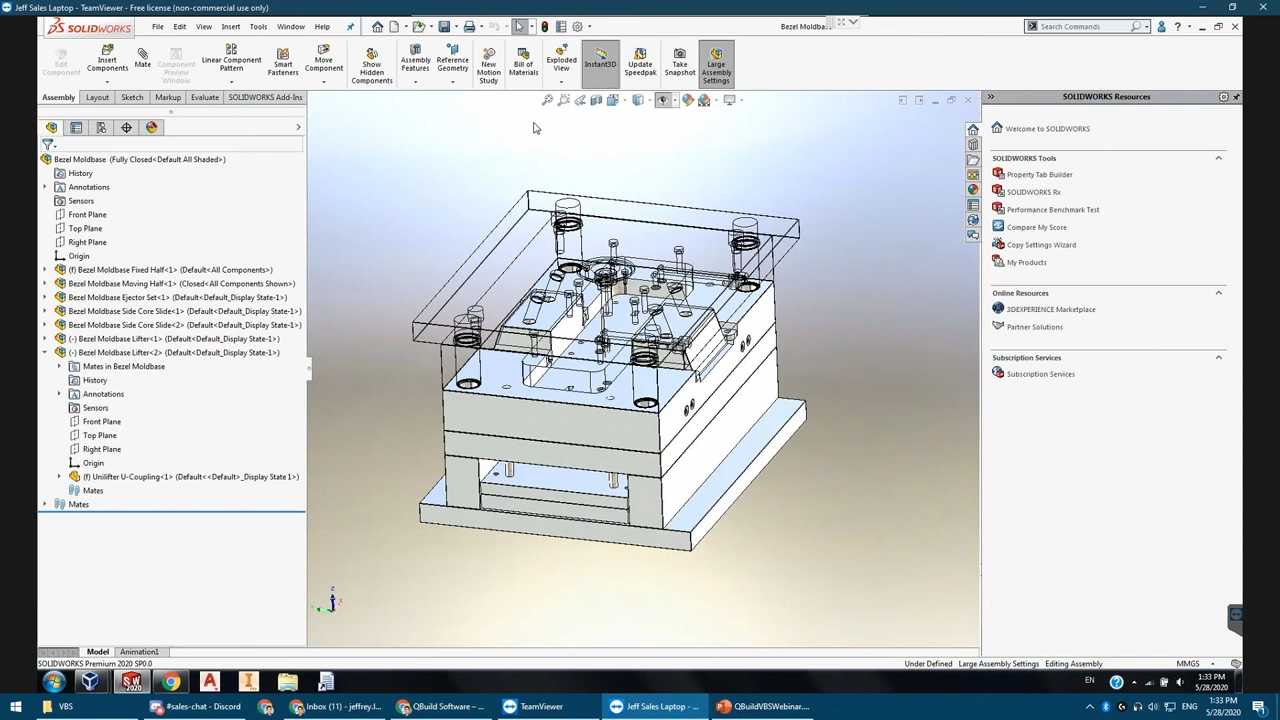 Jeff Sales Laptop - TeamViewer - Free license (non-commercial use only)
SOLIDWORKS
File Edit View Insert Tools Window
Search Commands
Edit Component
Insert Components
Mate
Component Preview Window
Linear Component Pattern
Smart Fasteners
Move Component
Show Hidden Components
Assembly Features
Reference Geometry
New Motion Study
Bill of Materials
Exploded View
Instant3D
Update Speedpak
Take Snapshot
Large Assembly Settings
Assembly Layout Sketch Markup Evaluate SOLIDWORKS Add-Ins
Bezel Moldbase (Fully Closed<Default All Shaded>)
History
Annotations
Sensors
Front Plane
Top Plane
Right Plane
Origin
(f) Bezel Moldbase Fixed Half<1> (Default<All Components>)
Bezel Moldbase Moving Half<1> (Closed<All Components Shown>)
Bezel Moldbase Ejector Set<1> (Default<Default_Display State-1>)
Bezel Moldbase Side Core Slide<1> (Default<Default_Display State-1>)
Bezel Moldbase Side Core Slide<2> (Default<Default_Display State-1>)
(-) Bezel Moldbase Lifter<1> (Default<Default_Display State-1>)
(-) Bezel Moldbase Lifter<2> (Default<Default_Display State-1>)
Mates in Bezel Moldbase
History
Annotations
Sensors
Front Plane
Top Plane
Right Plane
Origin
(f) Unilifter U-Coupling<1> (Default<<Default>_Display State 1>)
Mates
Mates
SOLIDWORKS Resources
Welcome to SOLIDWORKS
SOLIDWORKS Tools
Property Tab Builder
SOLIDWORKS Rx
Performance Benchmark Test
Compare My Score
Copy Settings Wizard
My Products
Online Resources
3DEXPERIENCE Marketplace
Partner Solutions
Subscription Services
Subscription Services
Model Animation1
SOLIDWORKS Premium 2020 SP0.0
Under Defined Large Assembly Settings Editing Assembly MMGS
EN 1:33 PM
5/28/2020
VBS
#sales-chat - Discord
Inbox (11) - jeffrey.l...
QBuild Software –...
TeamViewer
Jeff Sales Laptop -...
QBuildVBSWebinar....
1:33 PM
5/28/2020